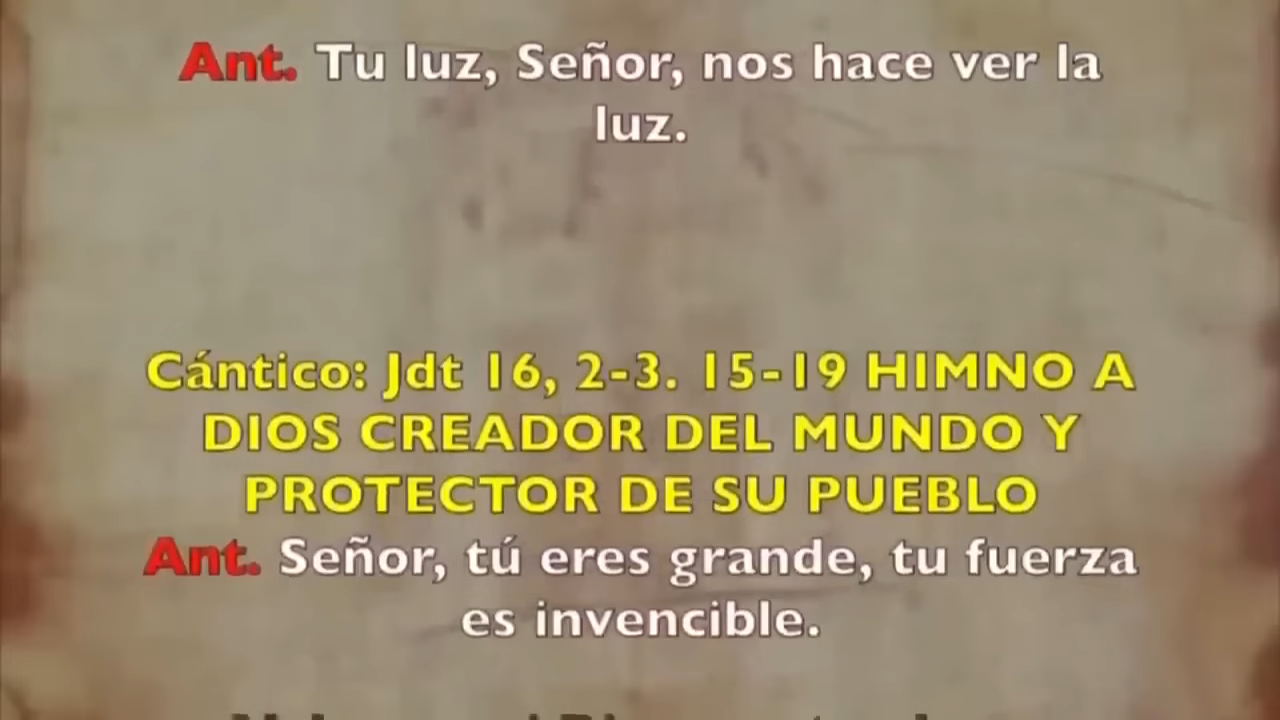 Ant. Tu luz, Señor, nos hace ver la
luz.
Cántico: Jdt 16, 2-3. 15-19 HIMNO A
DIOS CREADOR DEL MUNDO Y
PROTECTOR DE SU PUEBLO
Ant. Señor, tú eres grande, tu fuerza
es invencible.